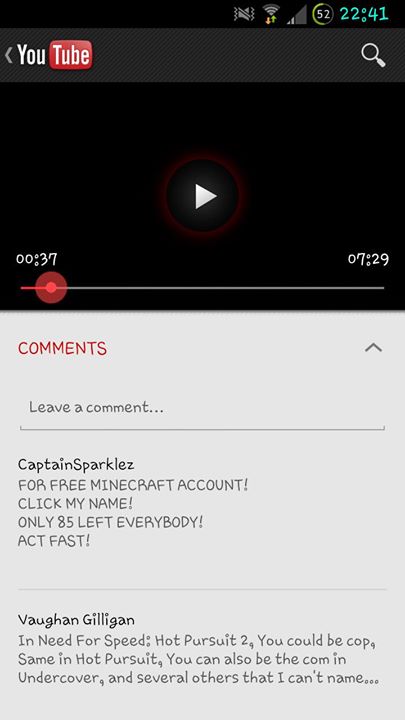 52 22:41
YouTube
00:37 07:29
COMMENTS
Leave a comment...
CaptainSparklez
FOR FREE MINECRAFT ACCOUNT!
CLICK MY NAME!
ONLY 85 LEFT EVERYBODY!
ACT FAST!
Vaughan Gilligan
In Need For Speed: Hot Pursuit 2, You could be cop,
Same in Hot Pursuit, You can also be the com in
Undercover, and several others that I can't name...